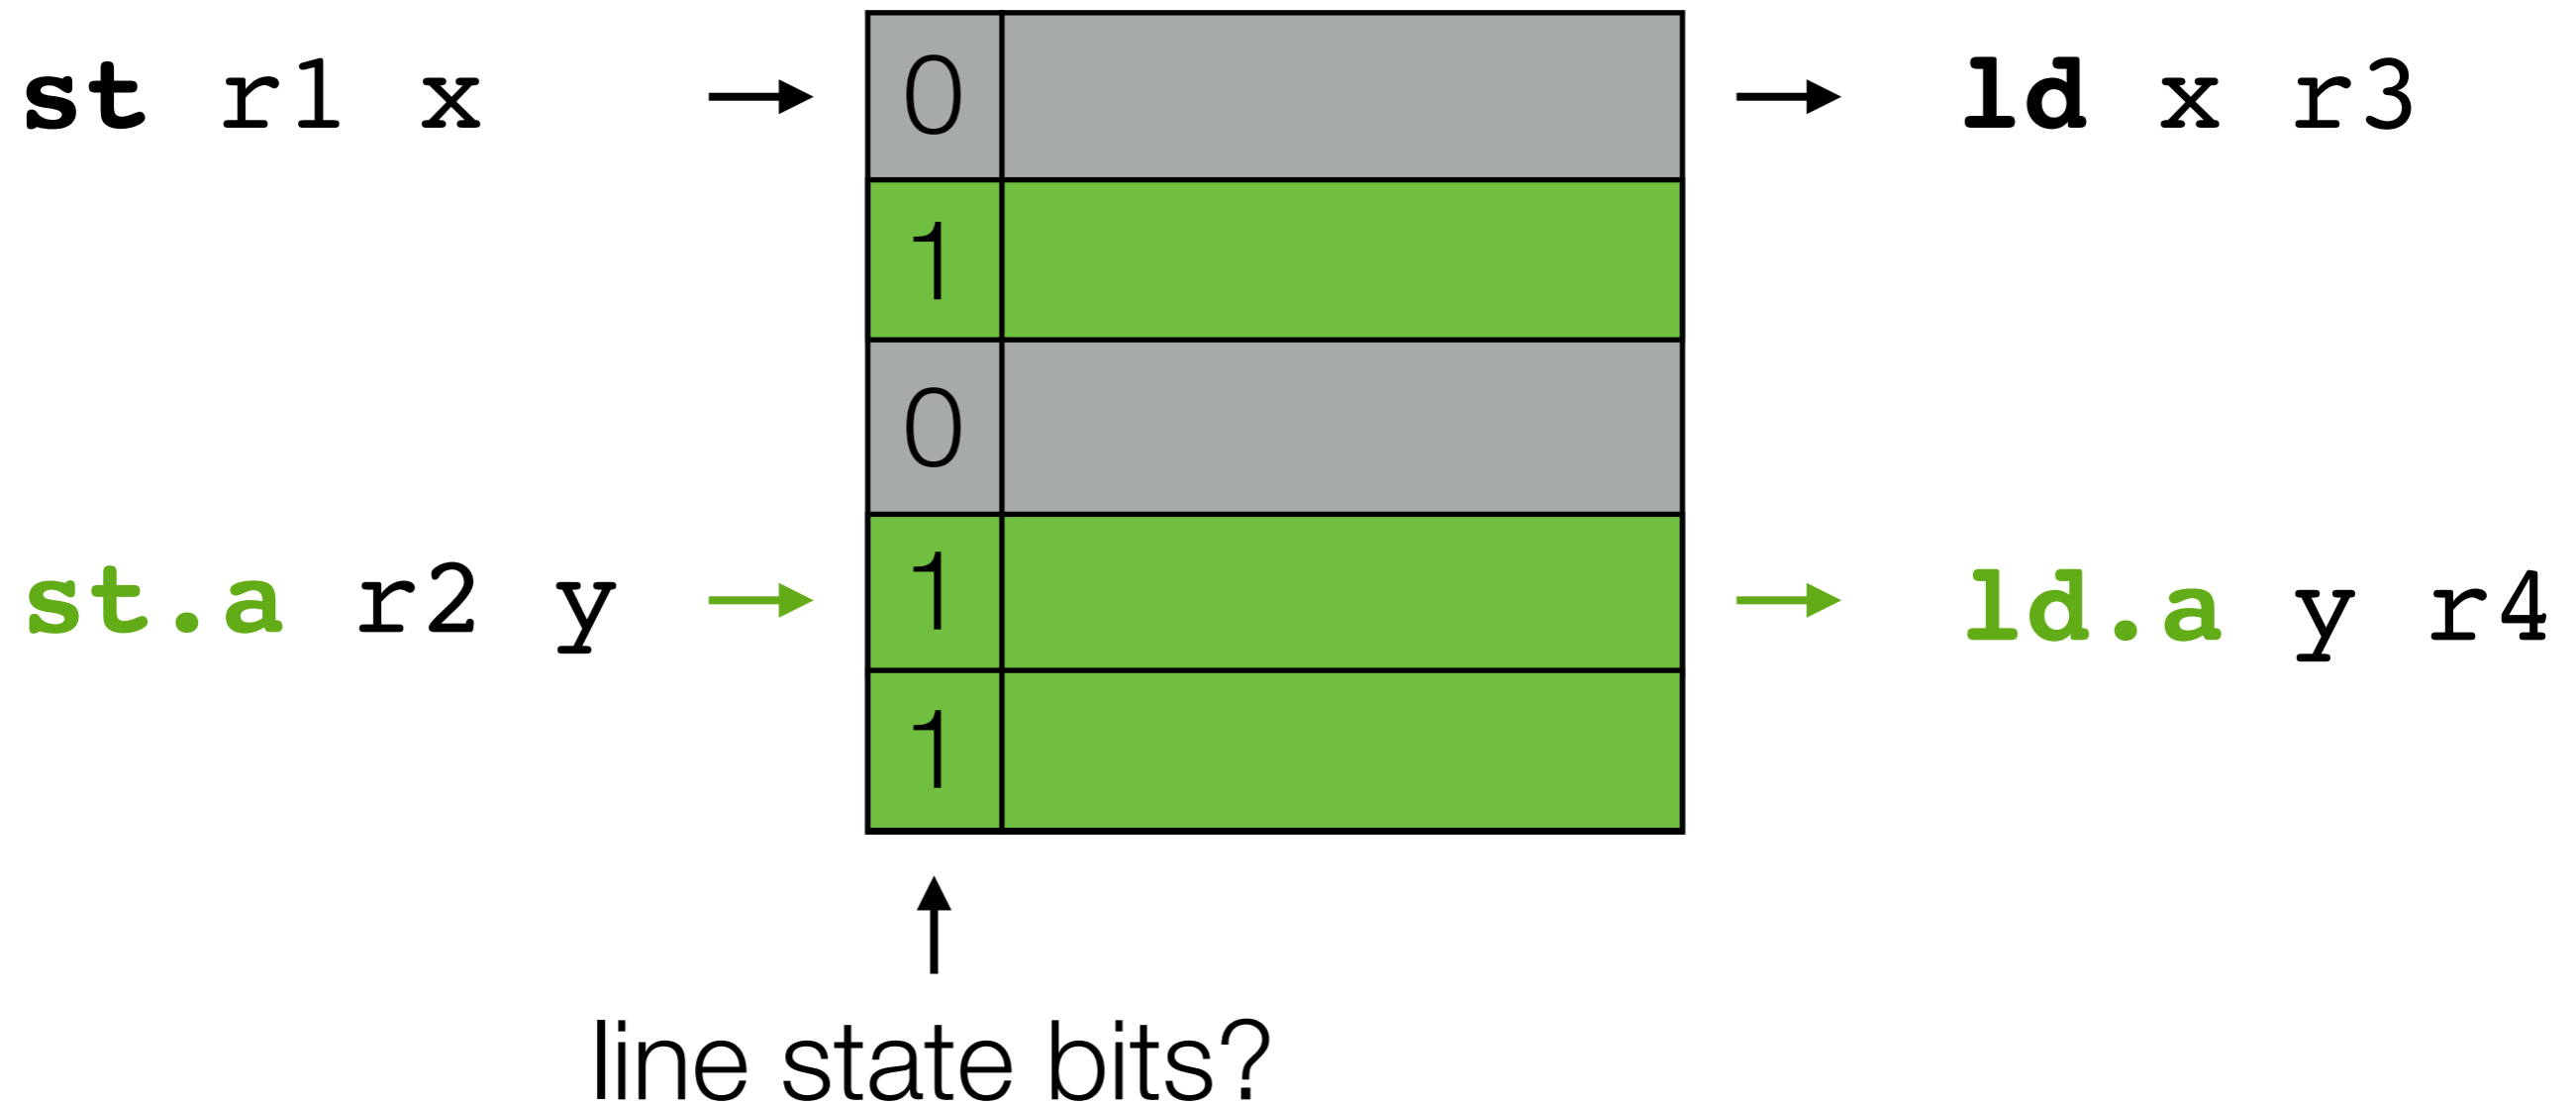 st r1 x → 0 → ld x r3
1
0
st.a r2 y → 1 → ld.a y r4
1
line state bits?